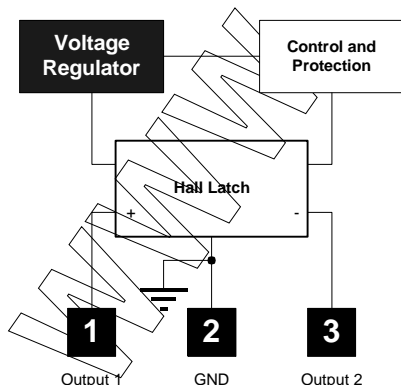 Voltage
Regulator
Control and
Protection
Hall Latch
+
-
1
2
3
Output 1
GND
Output 2